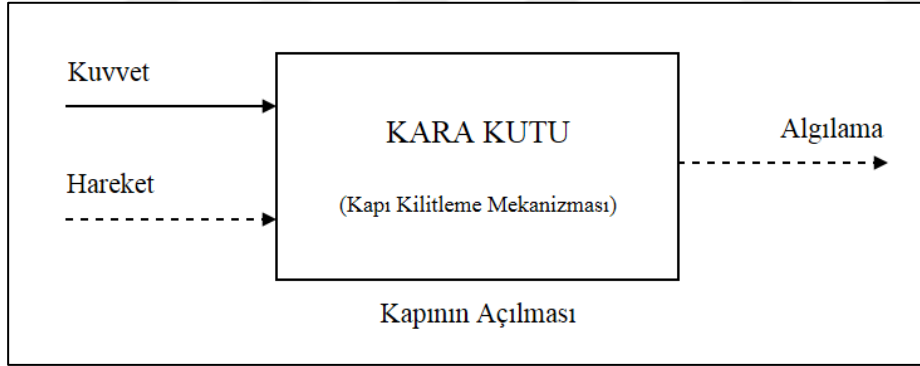 Kuvvet
KARA KUTU
Algılama
Hareket
(Kapı Kilitleme Mekanizması)
Kapının Açılması